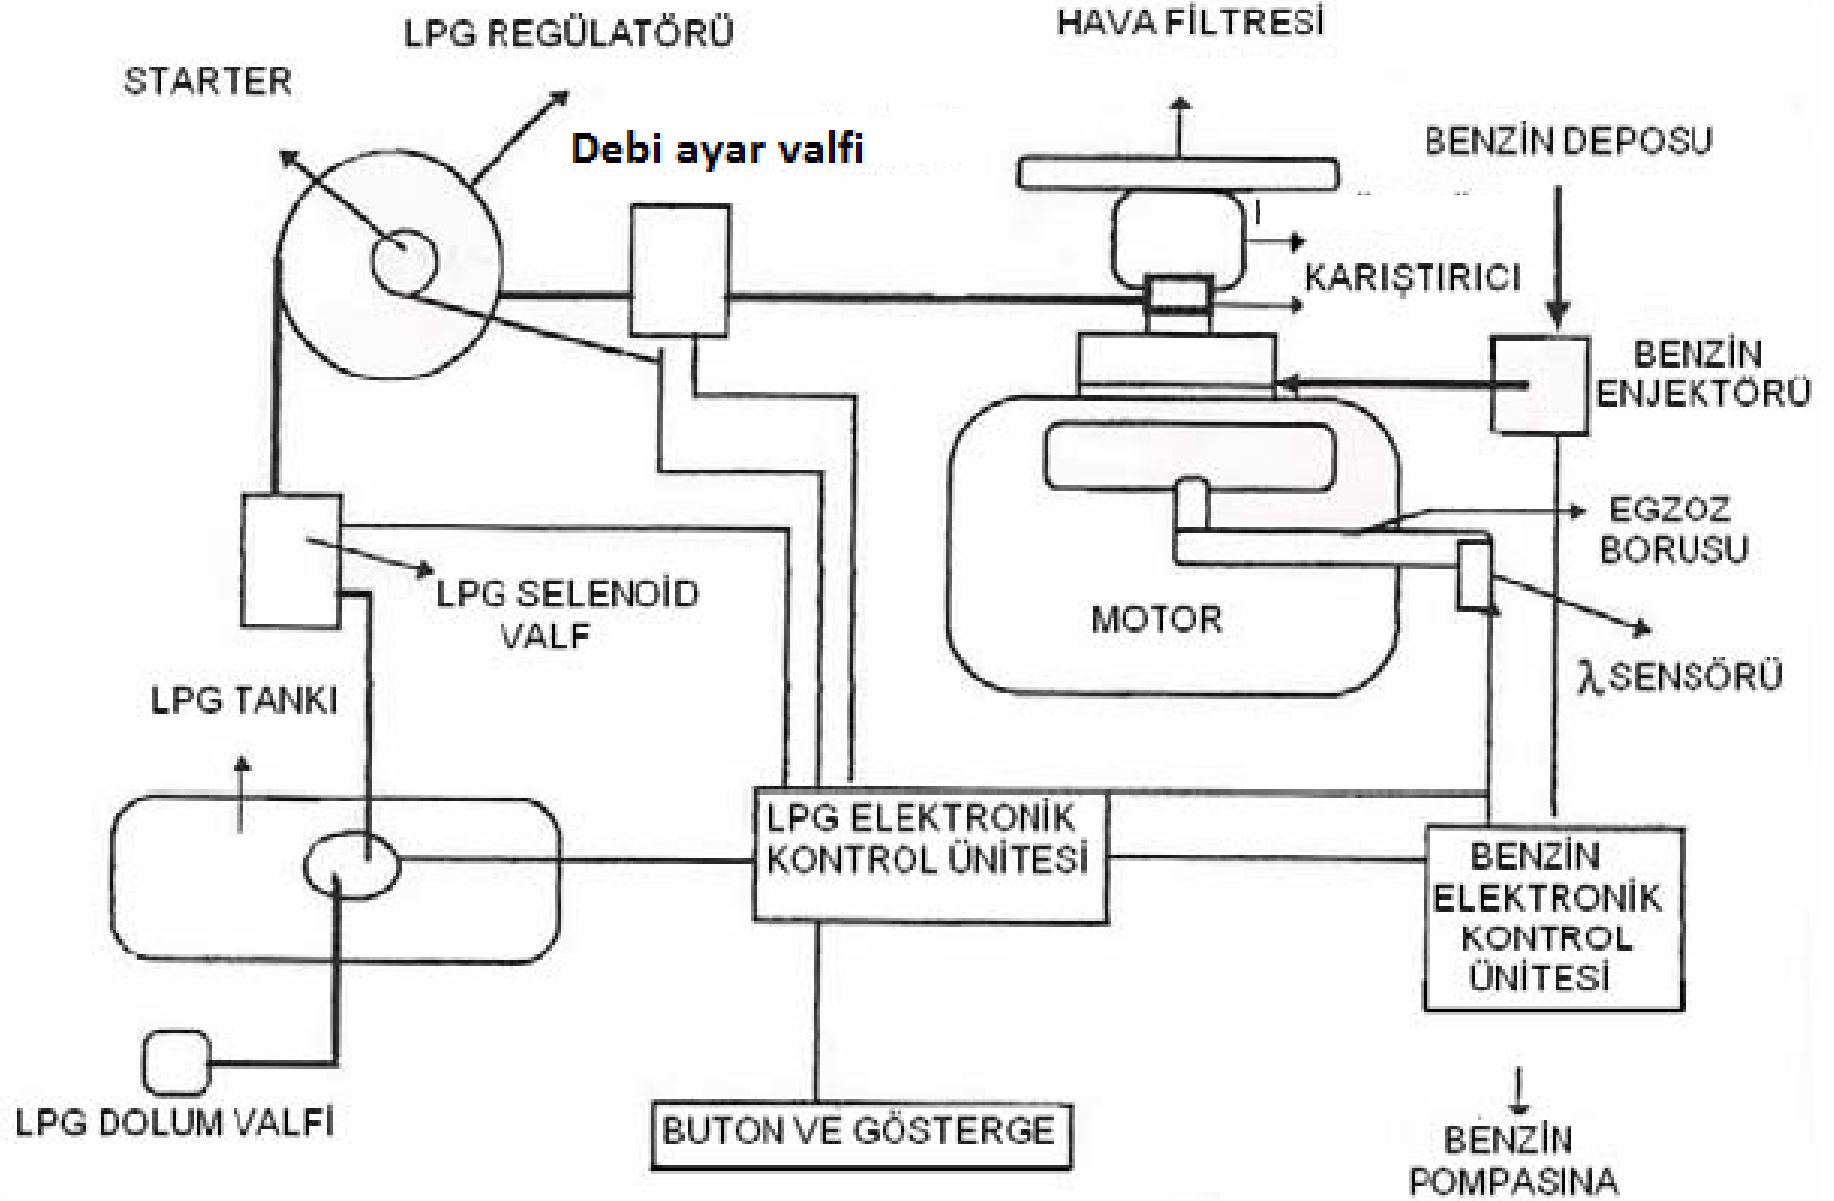 LPG REGÜLATÖRÜ
HAVA FİLTRESİ
STARTER
Debi ayar valfi
BENZİN DEPOSU
KARIŞTIRICI
BENZİN
ENJEKTÖRÜ
EGZOZ
BORUSU
LPG SELENOİD
VALF
MOTOR
λ SENSÖRÜ
LPG TANKI
LPG ELEKTRONİK
KONTROL ÜNİTESİ
BENZİN
ELEKTRONİK
KONTROL
ÜNİTESİ
LPG DOLUM VALFİ
BUTON VE GÖSTERGE
BENZİN
POMPASINA